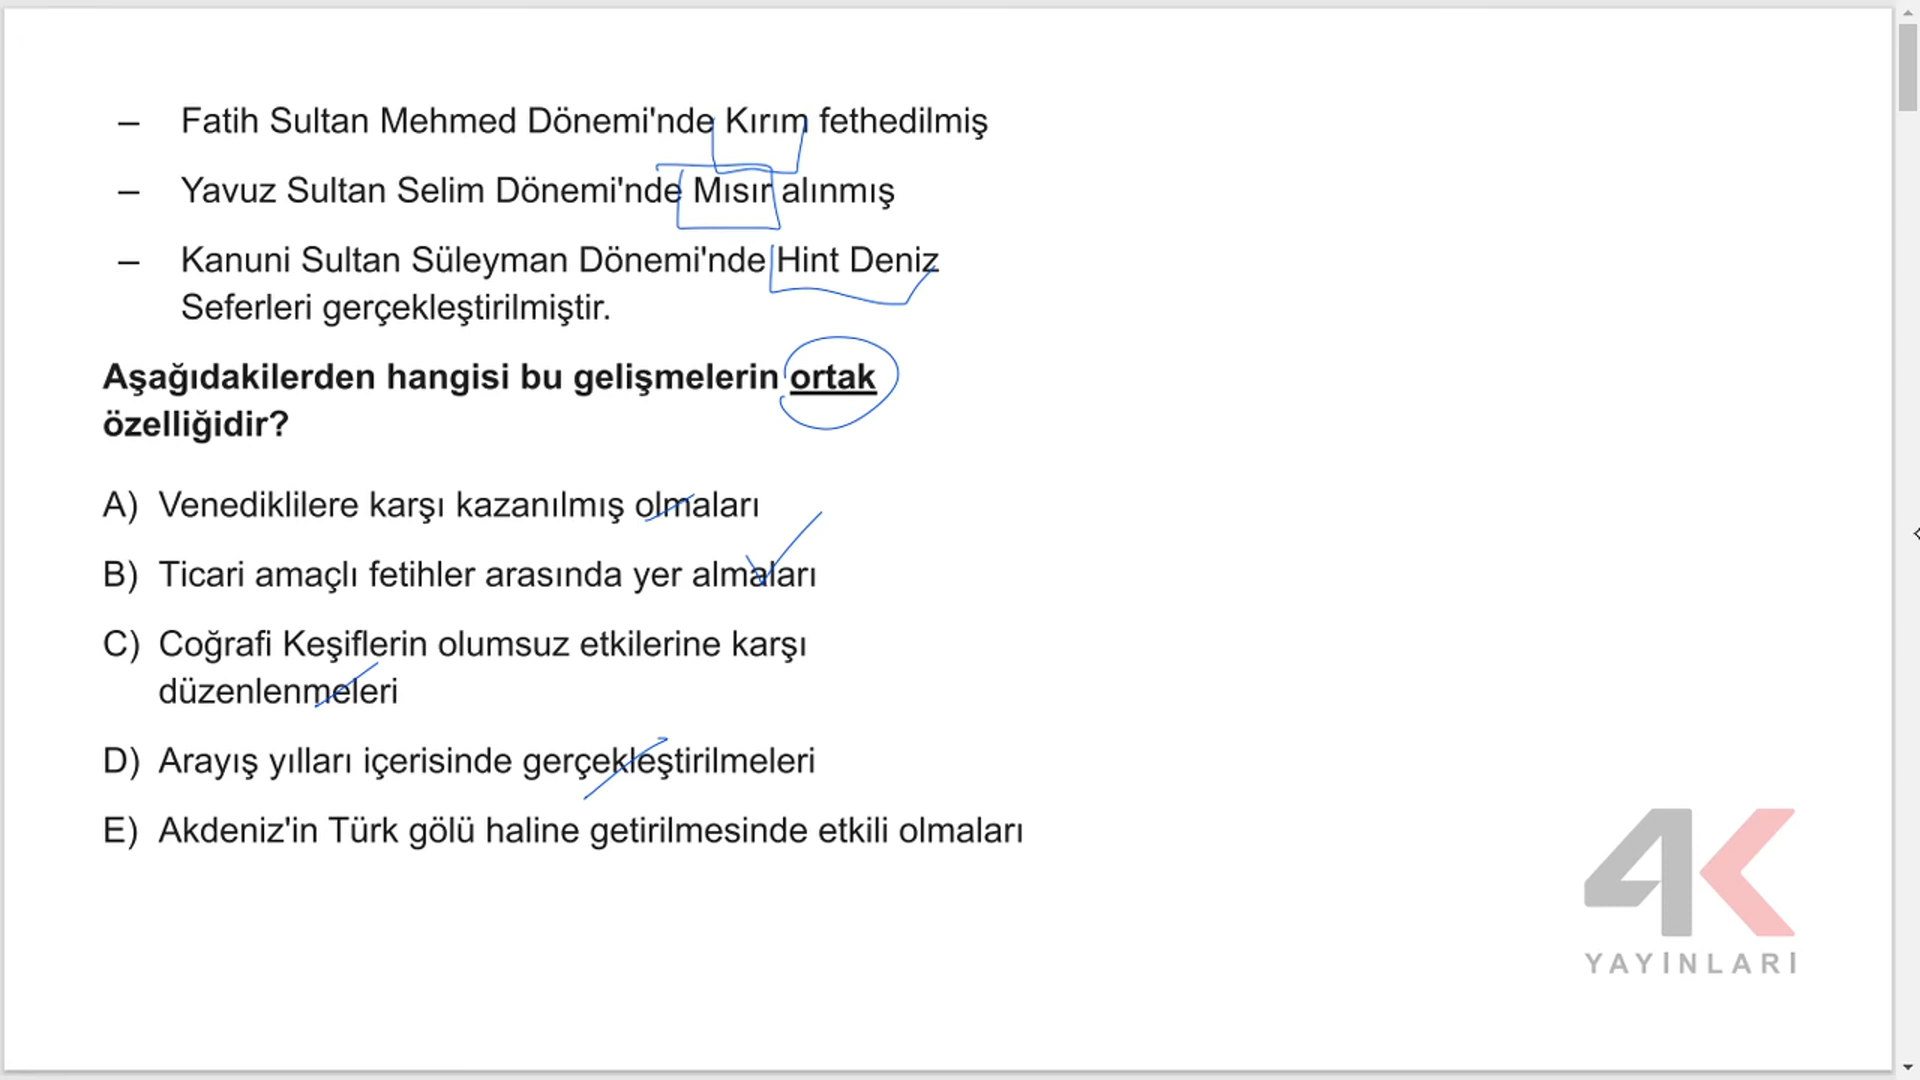 – Fatih Sultan Mehmed Dönemi'nde Kırım fethedilmiş
– Yavuz Sultan Selim Dönemi'nde Mısır alınmış
– Kanuni Sultan Süleyman Dönemi'nde Hint Deniz
Seferleri gerçekleştirilmiştir.
Aşağıdakilerden hangisi bu gelişmelerin ortak
özelliğidir?
A) Venediklilere karşı kazanılmış olmaları
B) Ticari amaçlı fetihler arasında yer almaları
C) Coğrafi Keşiflerin olumsuz etkilerine karşı
düzenlenmeleri
D) Arayış yılları içerisinde gerçekleştirilmeleri
E) Akdeniz'in Türk gölü haline getirilmesinde etkili olmaları
4K
YAYINLARI